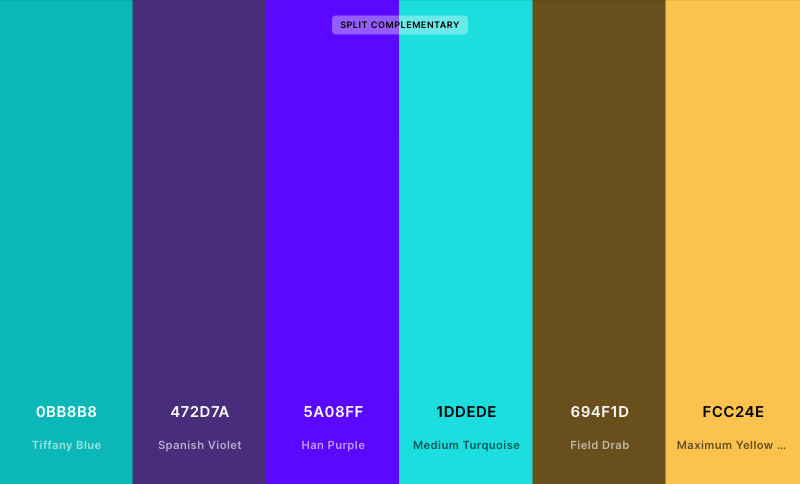 SPLIT COMPLEMENTARY
0BB8B8 472D7A 5A08FF 1DDEDE 694F1D FCC24E
Tiffany Blue Spanish Violet Han Purple Medium Turquoise Field Drab Maximum Yellow ...